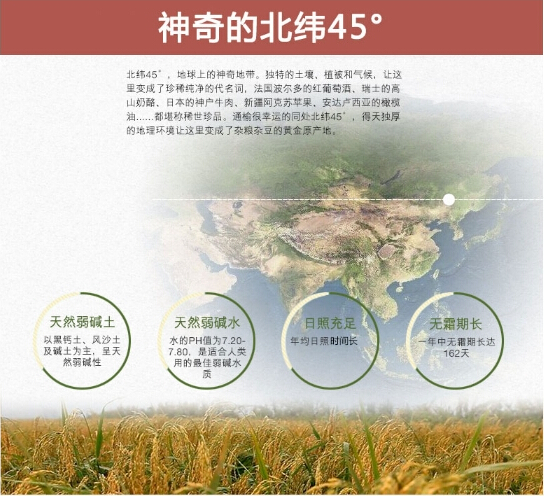 神奇的北纬45°
北纬45°，地球上的神奇地带。独特的土壤、植被和气候，让这
里变成了珍稀纯净的代名词，法国波尔多的红葡萄酒、瑞士的高
山奶酪、日本的神户牛肉、新疆阿克苏苹果、安达卢西亚的橄榄
油……都堪称稀世珍品。通榆很幸运的同处北纬45°，得天独厚
的地理环境让这里变成了杂粮杂豆的黄金原产地。
天然弱碱土
以黑钙土、风沙土
及碱土为主，呈天
然弱碱性
天然弱碱水
水的PH值为7.20-
7.80，是适合人类
用的最佳弱碱水
质
日照充足
年均日照时间长
无霜期长
一年中无霜期长达
162天